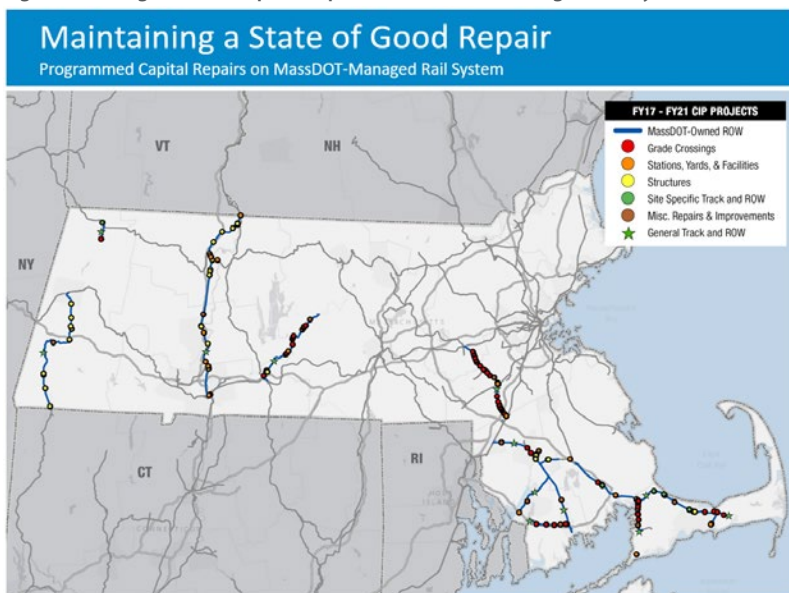 Maintaining a State of Good Repair
Programmed Capital Repairs on MassDOT-Managed Rail System
FY17 - FY21 CIP PROJECTS
MassDOT-Owned ROW
Grade Crossings
Stations, Yards, & Facilities
Structures
Site Specific Track and ROW
Misc. Repairs & Improvements
General Track and ROW
VT
NH
NY
CT
RI